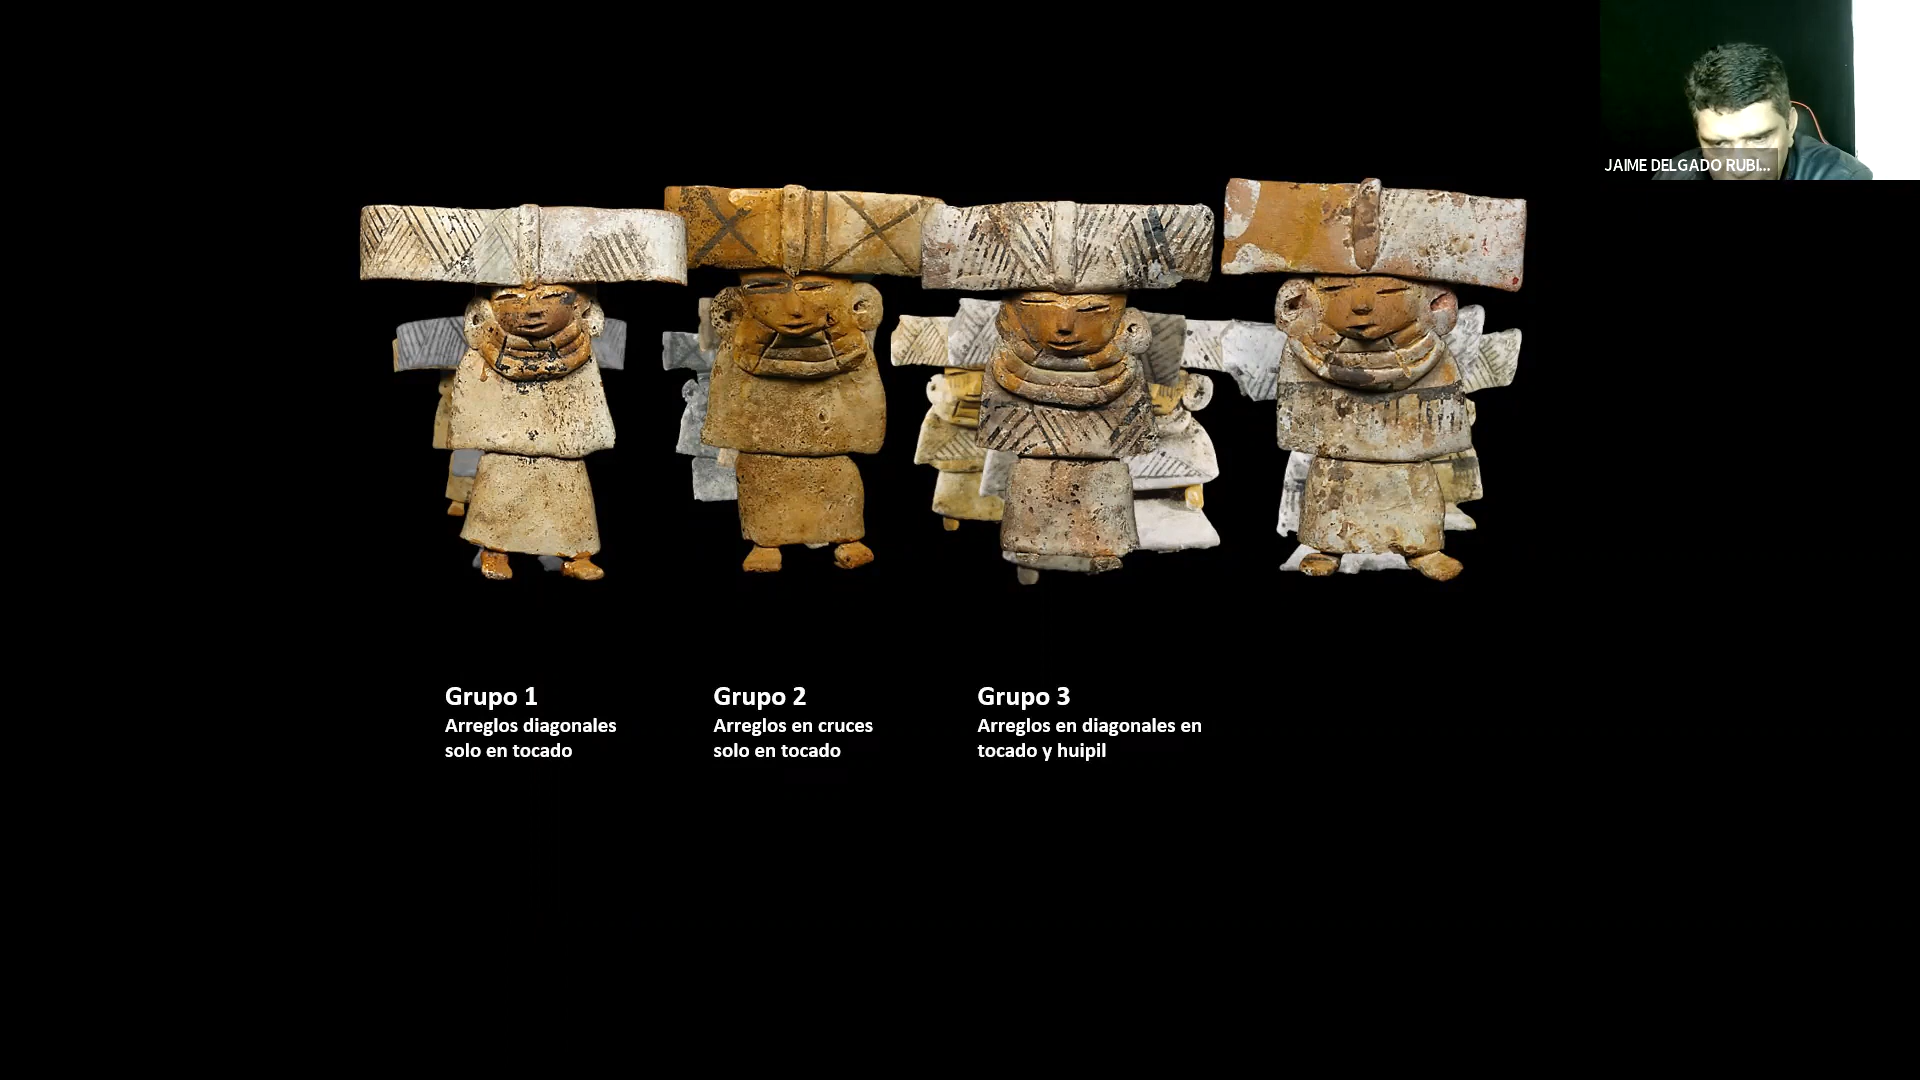 JAIME DELGADO RUBI...
Grupo 1
Arreglos diagonales
solo en tocado
Grupo 2
Arreglos en cruces
solo en tocado
Grupo 3
Arreglos en diagonales en
tocado y huipil